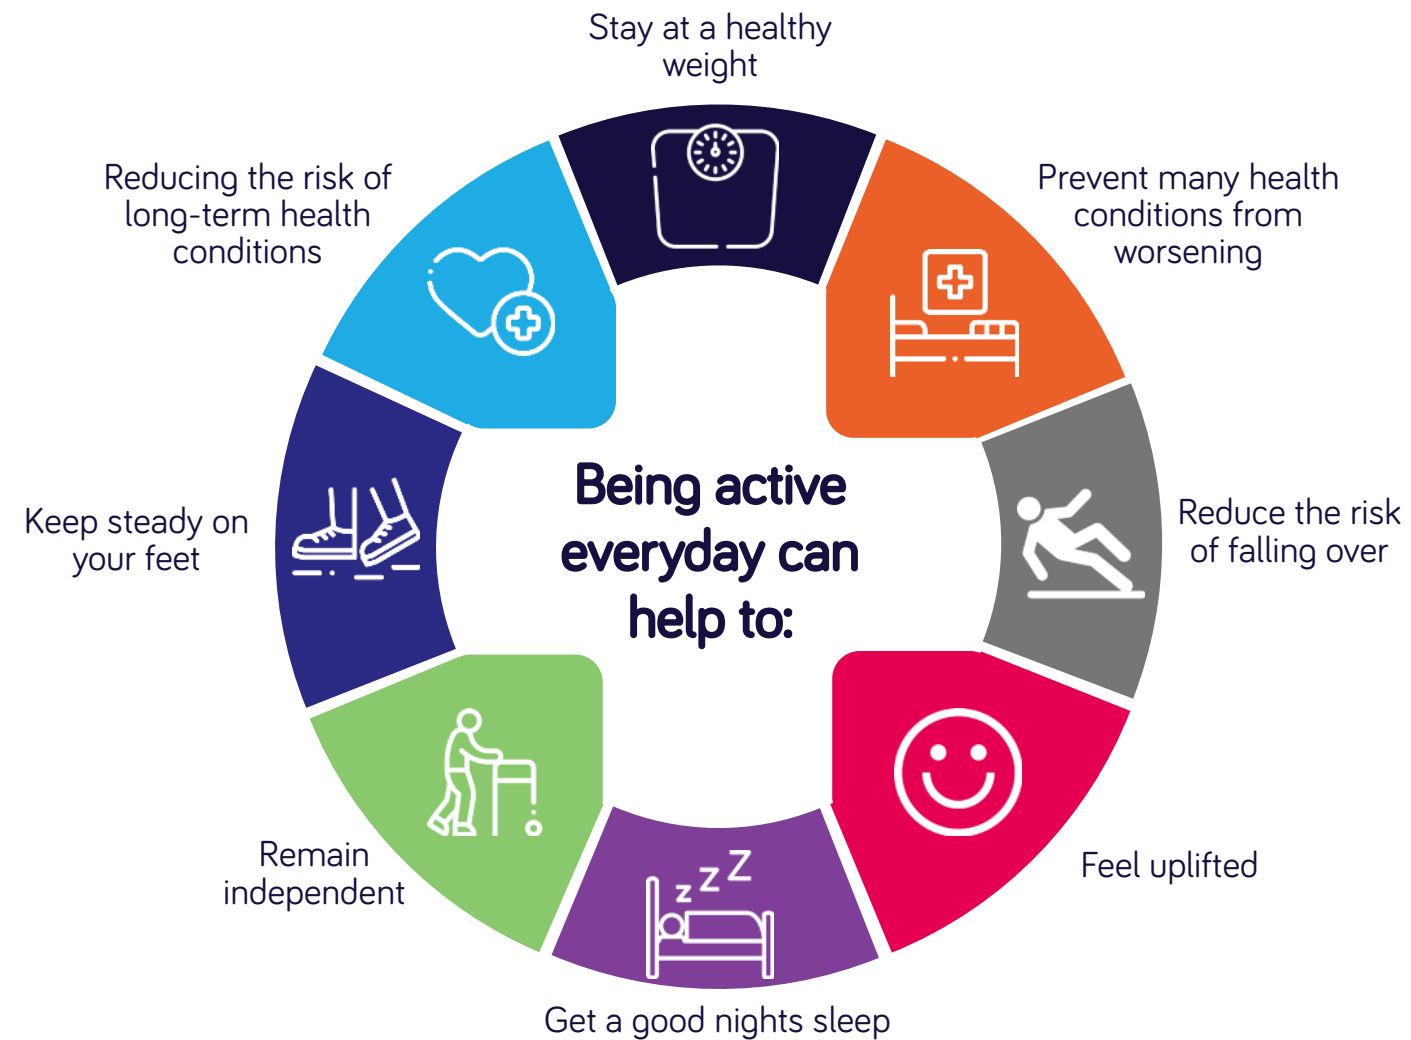 Stay at a healthy
weight
Prevent many health
conditions from
worsening
Reduce the risk
of falling over
Feel uplifted
Get a good nights sleep
Remain
independent
Keep steady on
your feet
Reducing the risk of
long-term health
conditions
Being active
everyday can
help to:
z z z